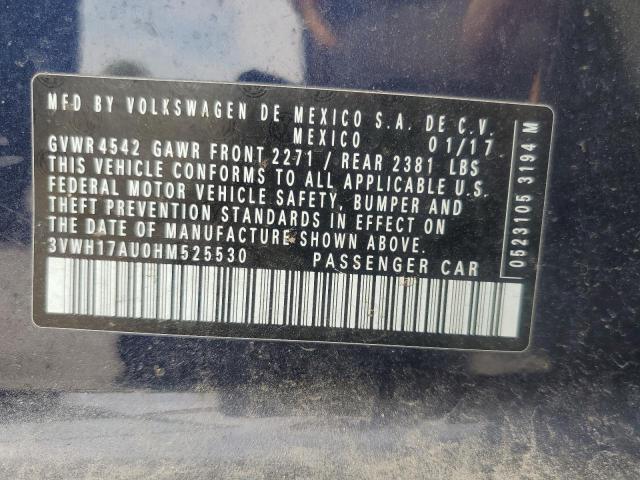 MFD BY VOLKSWAGEN DE MEXICO S.A. DE C.V.
MEXICO 01/17
GVWR4542 GAWR FRONT 2271 / REAR 2381 LBS
THIS VEHICLE CONFORMS TO ALL APPLICABLE U.S.
FEDERAL MOTOR VEHICLE SAFETY, BUMPER AND
THEFT PREVENTION STANDARDS IN EFFECT ON
THE DATE OF MANUFACTURE SHOWN ABOVE.
3VWH17AU0HM525530 PASSENGER CAR
0523105 3194 M